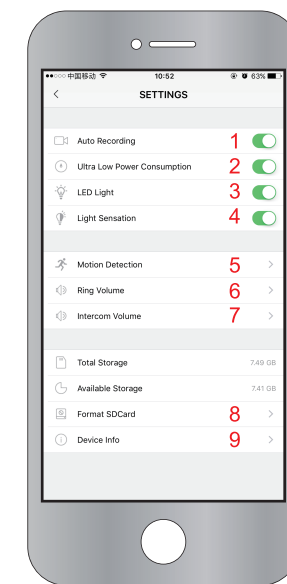 ●●○○○ 中国移动 10:52 63%
SETTINGS
Auto Recording 1
Ultra Low Power Consumption 2
LED Light 3
Light Sensation 4
Motion Detection 5
Ring Volume 6
Intercom Volume 7
Total Storage 7.49 GB
Available Storage 7.41 GB
Format SDCard 8
Device Info 9